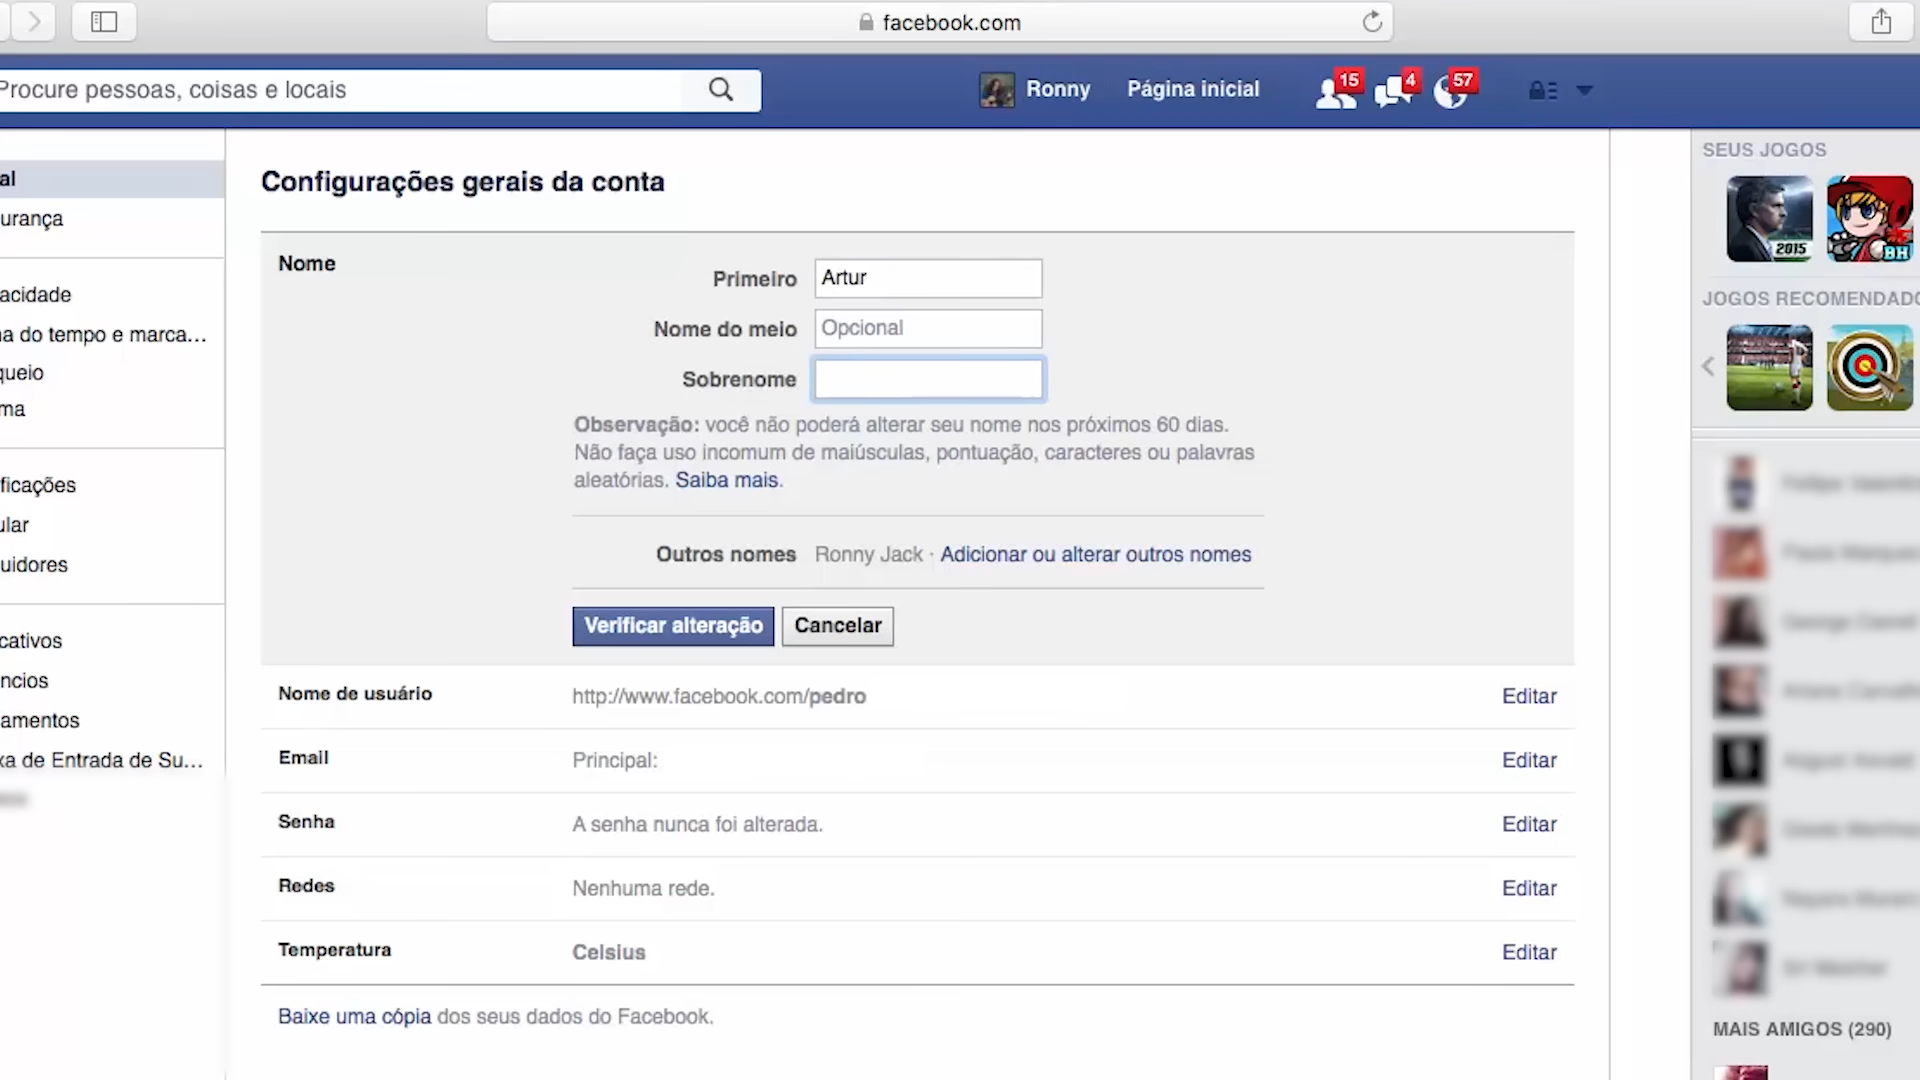 facebook.com
Procure pessoas, coisas e locais
Ronny
Página inicial
15
4
57
al
urança
acidade
a do tempo e marca...
queio
ma
ficações
ular
uidores
cativos
ncios
amentos
xa de Entrada de Su...
Configurações gerais da conta
Nome
Primeiro
Artur
Nome do meio
Opcional
Sobrenome
Observação: você não poderá alterar seu nome nos próximos 60 dias.
Não faça uso incomum de maiúsculas, pontuação, caracteres ou palavras
aleatórias. Saiba mais.
Outros nomes
Ronny Jack · Adicionar ou alterar outros nomes
Verificar alteração
Cancelar
Nome de usuário
http://www.facebook.com/pedro
Editar
Email
Principal:
Editar
Senha
A senha nunca foi alterada.
Editar
Redes
Nenhuma rede.
Editar
Temperatura
Celsius
Editar
Baixe uma cópia dos seus dados do Facebook.
SEUS JOGOS
2015
BH
JOGOS RECOMENDADO
MAIS AMIGOS (290)